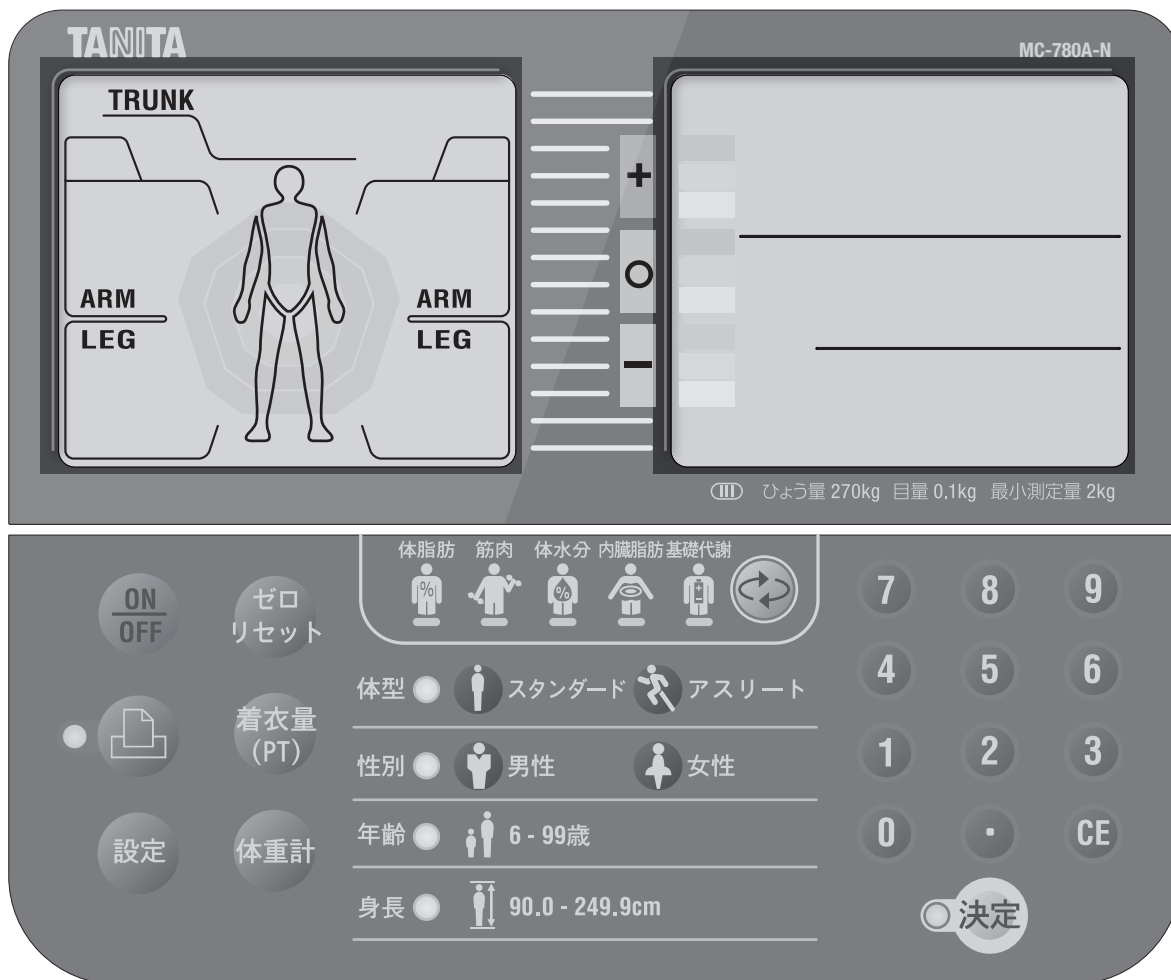 TANITA
MC-780A-N
TRUNK
ARM
LEG
ARM
LEG
+
○
−
ひょう量 270kg 目量 0.1kg 最小測定量 2kg
体脂肪 筋肉 体水分 内臓脂肪 基礎代謝
% %
ON
OFF
ゼロ
リセット
着衣量
(PT)
設定
体重計
体型 スタンダード アスリート
性別 男性 女性
年齢 6 - 99歳
身長 90.0 - 249.9cm
7 8 9
4 5 6
1 2 3
0 ・ CE
決定